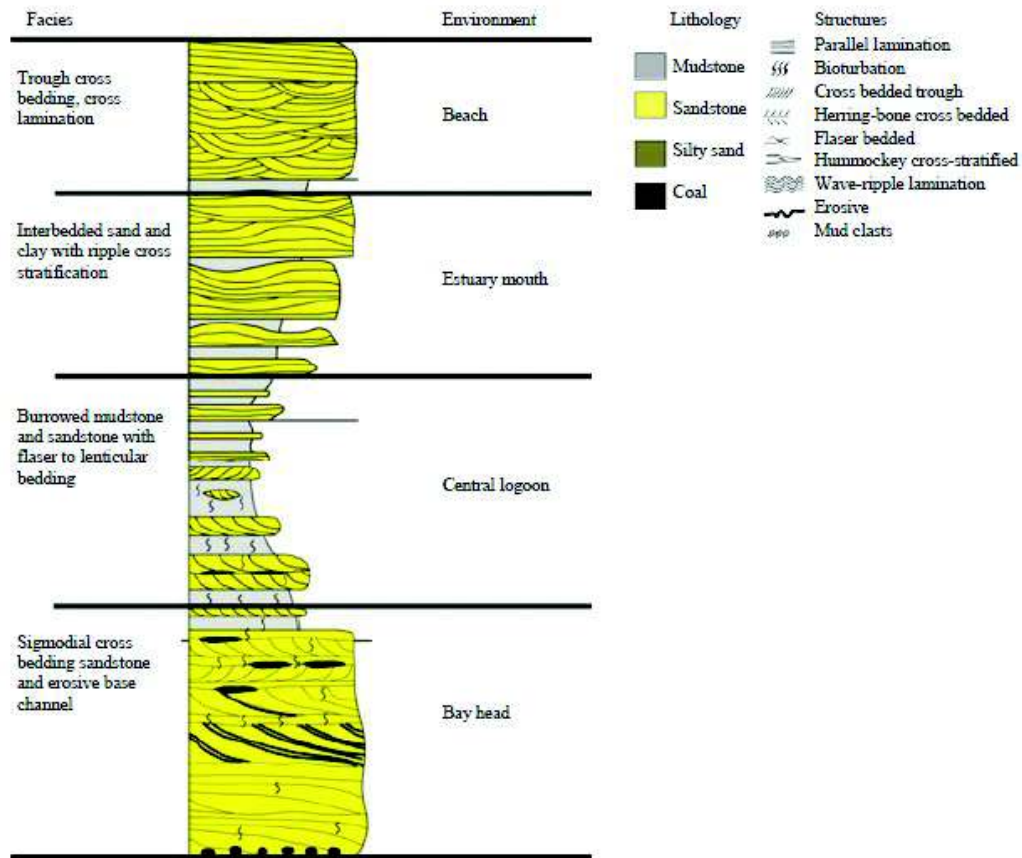 Facies
Environment
Lithology
Structures
Trough cross
bedding, cross
lamination
Beach
Interbedded sand and
clay with ripple cross
stratification
Estuary mouth
Burrowed mudstone
and sandstone with
flaser to lenticular
bedding
Central logoon
Sigmodial cross
bedding sandstone
and erosive base
channel
Bay head
Mudstone
Sandstone
Silty sand
Coal
Parallel lamination
Bioturbation
Cross bedded trough
Herring-bone cross bedded
Flaser bedded
Hummockey cross-stratified
Wave-ripple lamination
Erosive
Mud clasts